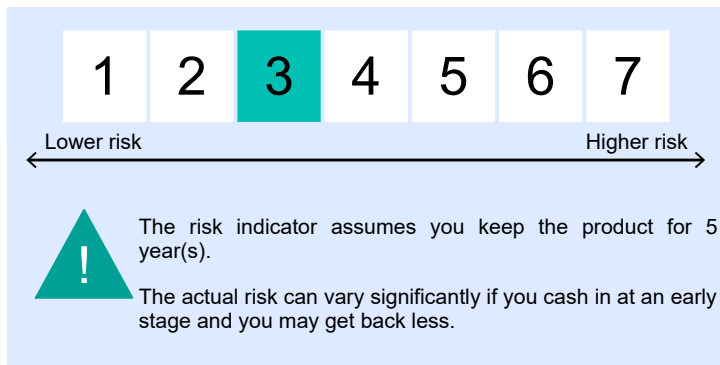 1 2 3 4 5 6 7
Lower risk Higher risk
!
The risk indicator assumes you keep the product for 5
year(s).
The actual risk can vary significantly if you cash in at an early
stage and you may get back less.